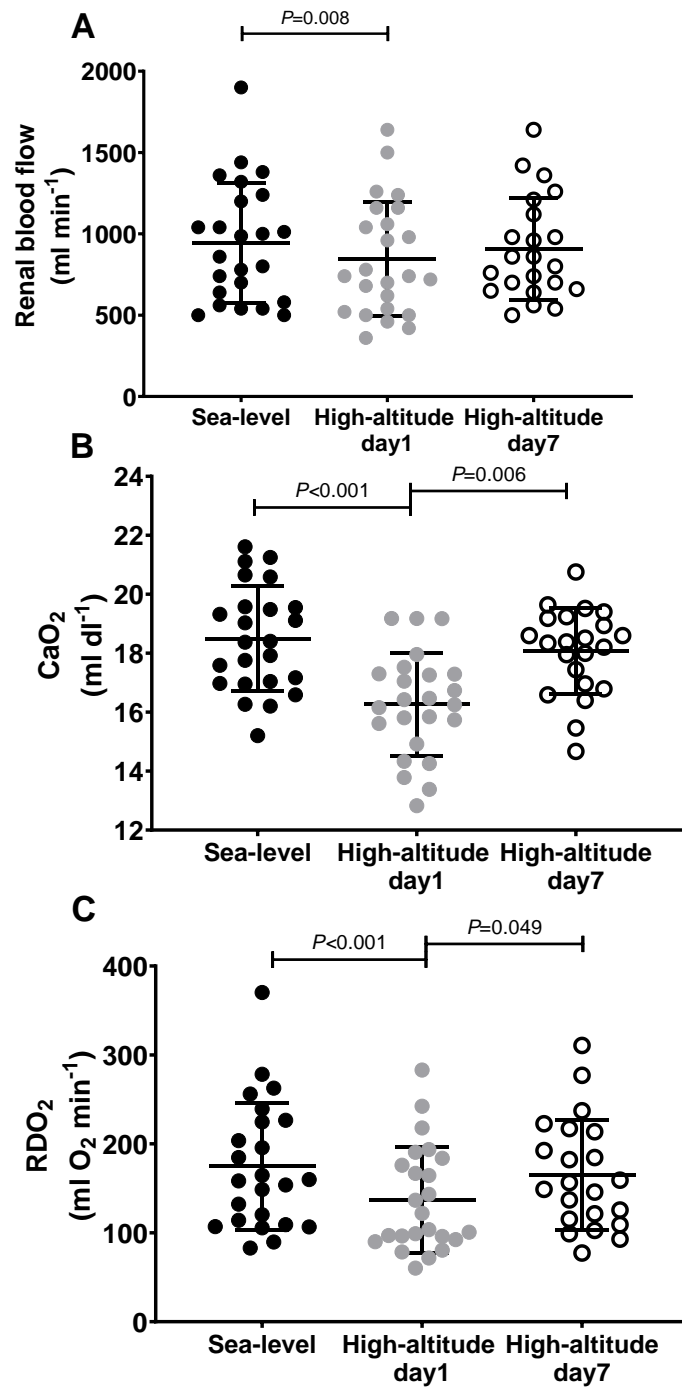 A
P=0.008
Renal blood flow
(ml min⁻¹)
2000
1500
1000
500
0
Sea-level
High-altitude
day1
High-altitude
day7
B
P<0.001
P=0.006
CaO₂
(ml dl⁻¹)
24
22
20
18
16
14
12
Sea-level
High-altitude
day1
High-altitude
day7
C
P<0.001
P=0.049
RDO₂
(ml O₂ min⁻¹)
400
300
200
100
0
Sea-level
High-altitude
day1
High-altitude
day7